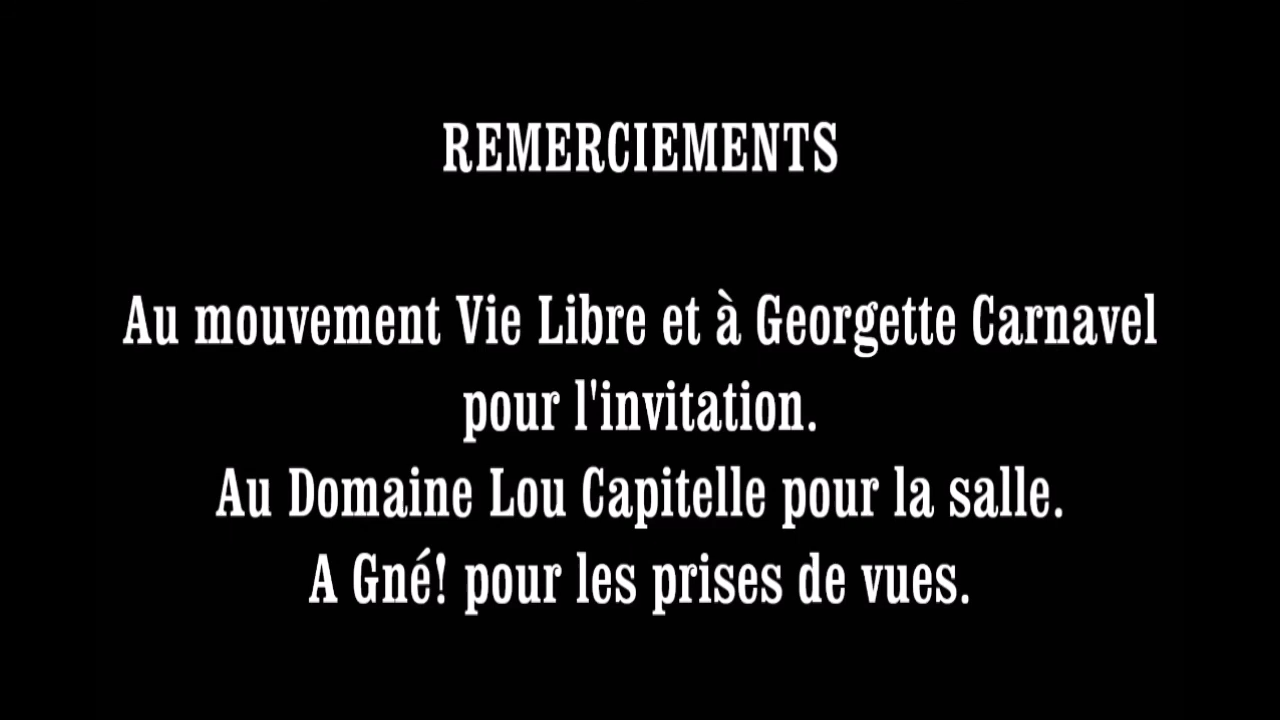 REMERCIEMENTS
Au mouvement Vie Libre et à Georgette Carnavel
pour l'invitation.
Au Domaine Lou Capitelle pour la salle.
A Gné! pour les prises de vues.